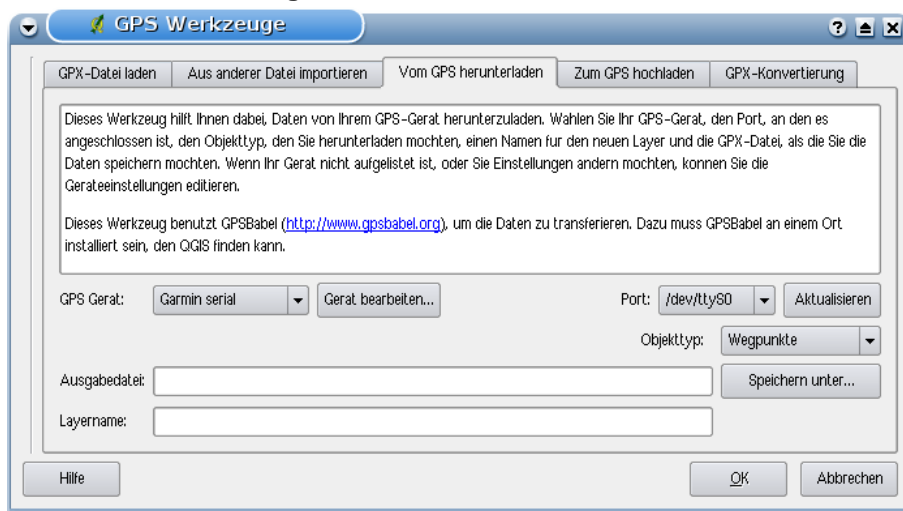 GPS Werkzeuge
GPX-Datei laden
Aus anderer Datei importieren
Vom GPS herunterladen
Zum GPS hochladen
GPX-Konvertierung
Dieses Werkzeug hilft Ihnen dabei, Daten von Ihrem GPS-Gerat herunterzuladen. Wahlen Sie Ihr GPS-Gerat, den Port, an den es
angeschlossen ist, den Objekttyp, den Sie herunterladen mochten, einen Namen fur den neuen Layer und die GPX-Datei, als die Sie die
Daten speichern mochten. Wenn Ihr Gerat nicht aufgelistet ist, oder Sie Einstellungen andern mochten, konnen Sie die
Gerateeinstellungen editieren.
Dieses Werkzeug benutzt GPSBabel (http://www.gpsbabel.org), um die Daten zu transferieren. Dazu muss GPSBabel an einem Ort
installiert sein, den QGIS finden kann.
GPS Gerat: Garmin serial Gerat bearbeiten... Port: /dev/ttyS0 Aktualisieren
Objekttyp: Wegpunkte
Ausgabedatei: Speichern unter...
Layername:
Hilfe OK Abbrechen